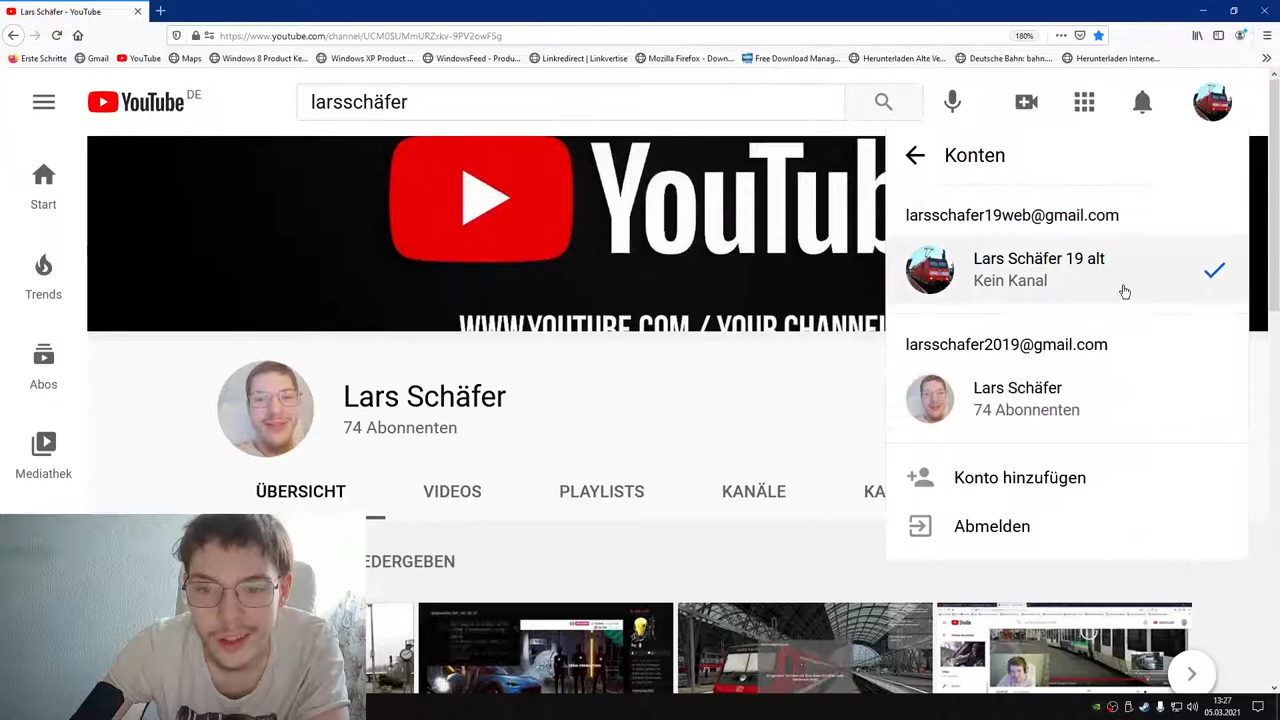 Lars Schäfer - YouTube
https://www.youtube.com/channel/UCM0SUMmURZxkv-9PV2owF5g
180%
Erste Schritte
Gmail
YouTube
Maps
Windows 8 Product Ke...
Windows XP Product ...
WindowsFeed - Produ...
Linkredirect | Linkvertise
Mozilla Firefox - Down...
Free Download Manag...
Herunterladen Alte Ve...
Deutsche Bahn: bahn....
Herunterladen Interne...
YouTube DE
larsschäfer
Start
Trends
Abos
Mediathek
YouTube
WWW.YOUTUBE.COM / YOUR CHANNEL
Lars Schäfer
74 Abonnenten
ÜBERSICHT
VIDEOS
PLAYLISTS
KANÄLE
KA
EDERGEBEN
Konten
larsschafer19web@gmail.com
Lars Schäfer 19 alt
Kein Kanal
larsschafer2019@gmail.com
Lars Schäfer
74 Abonnenten
Konto hinzufügen
Abmelden
13:27
05.03.2021